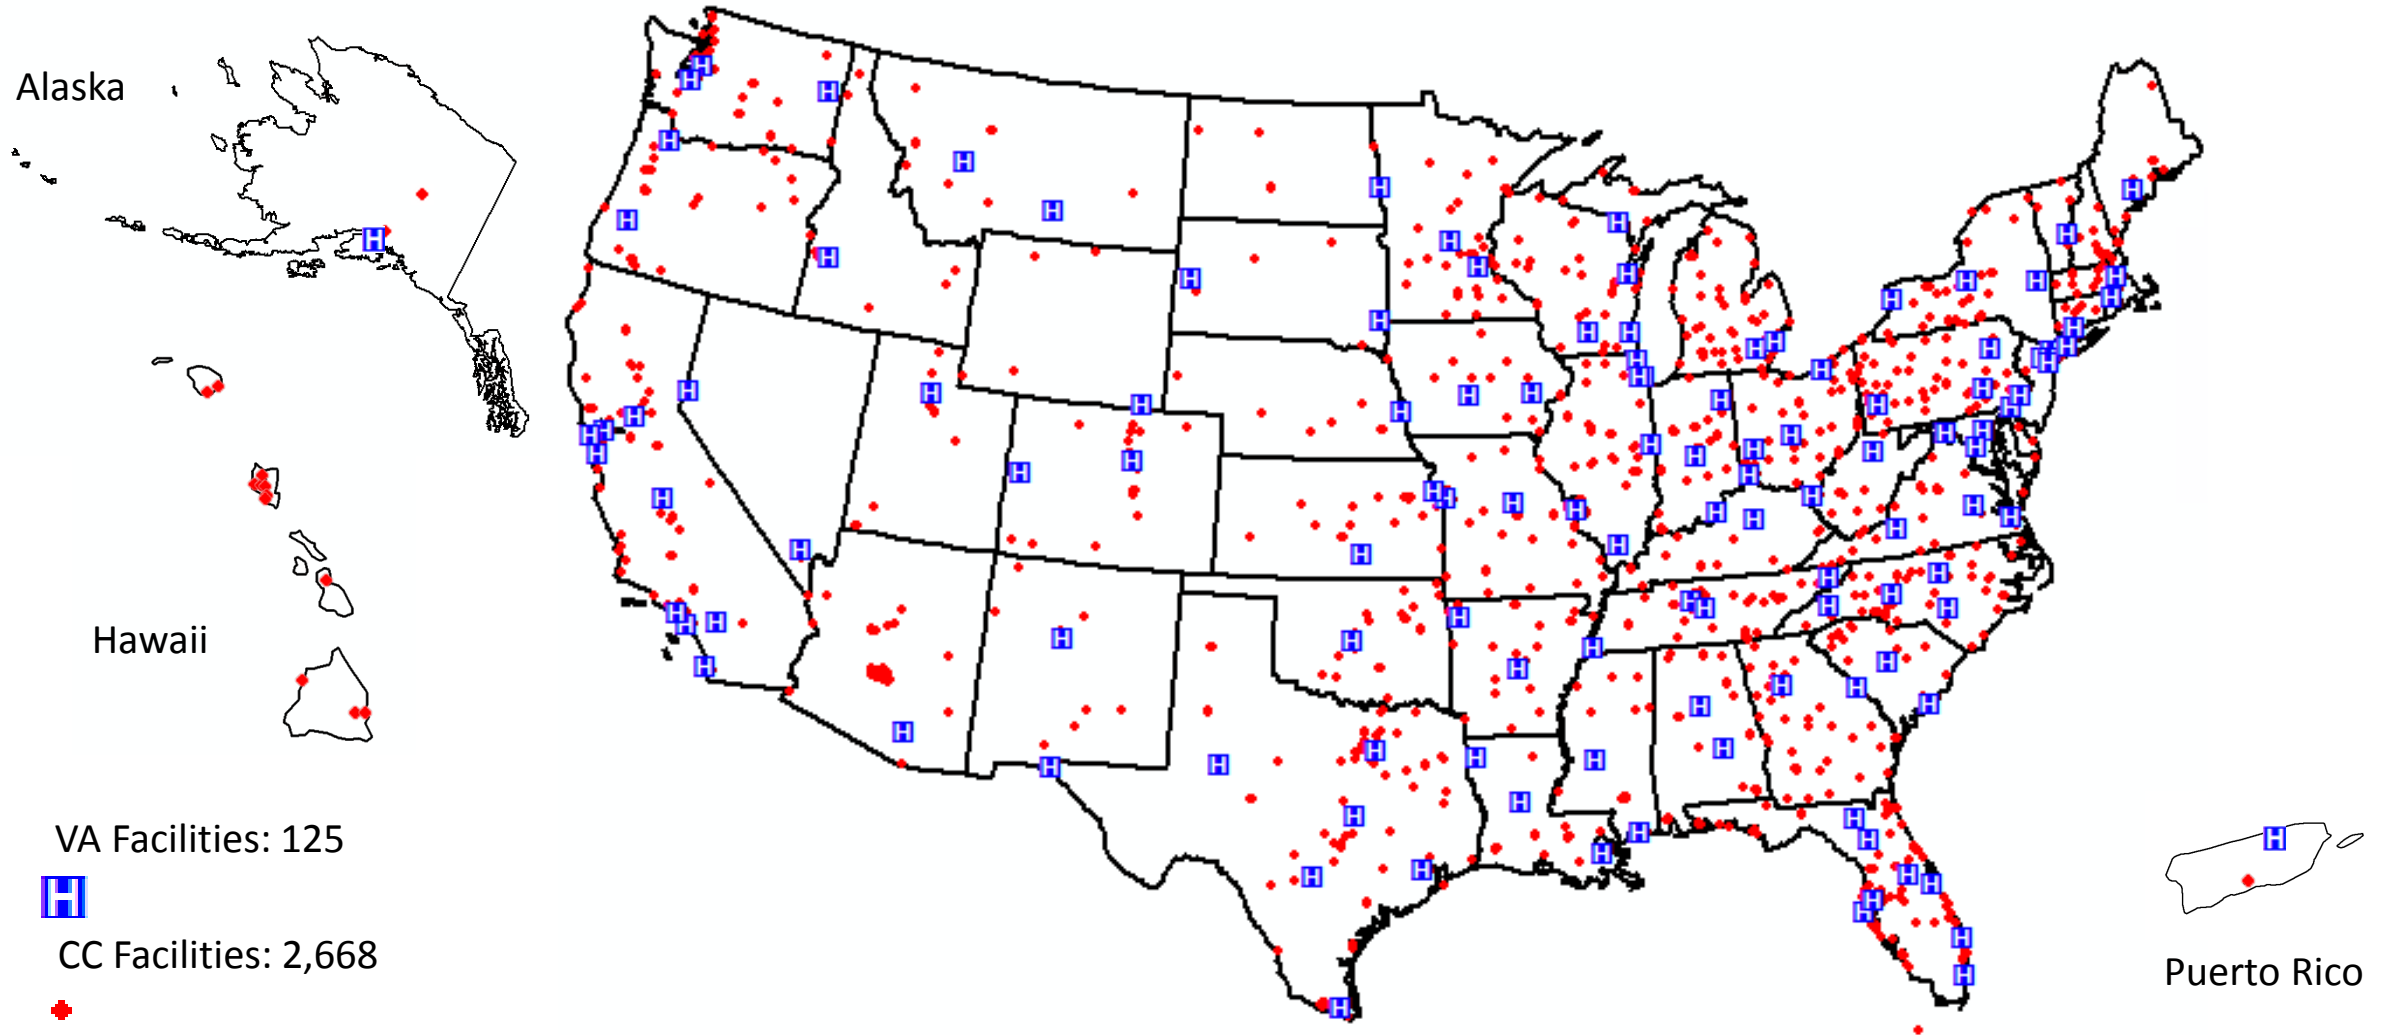 Alaska
Hawaii
VA Facilities: 125
H
CC Facilities: 2,668
Puerto Rico